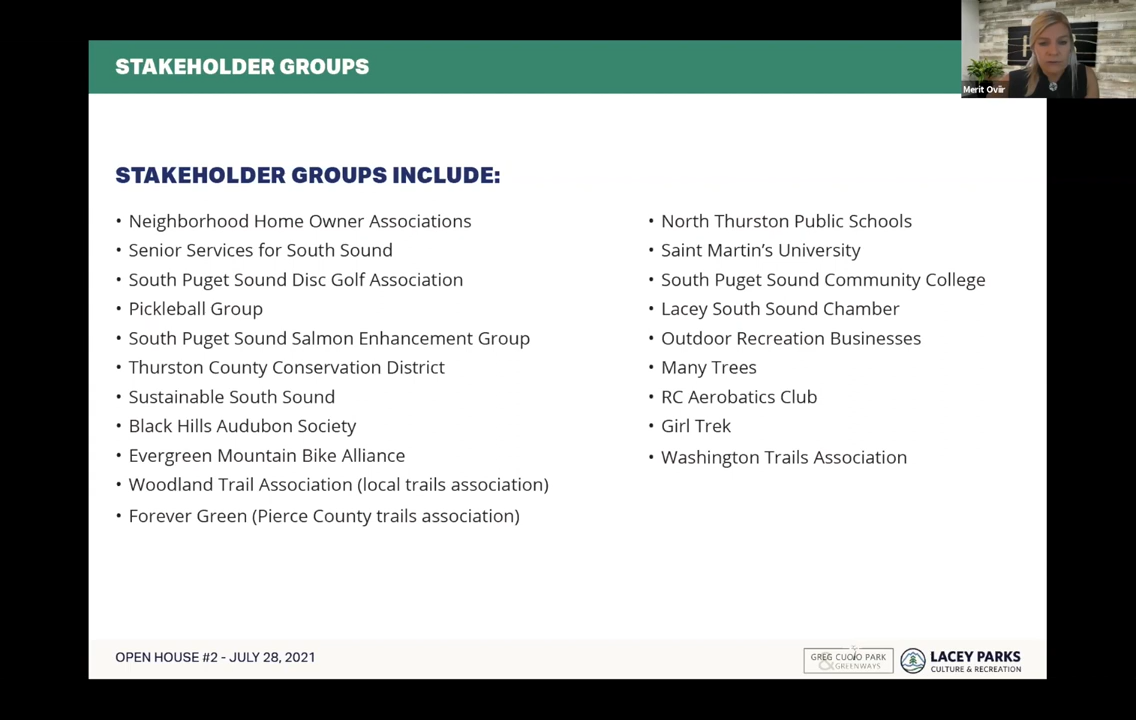 STAKEHOLDER GROUPS
Merit Oviir
STAKEHOLDER GROUPS INCLUDE:
• Neighborhood Home Owner Associations
• Senior Services for South Sound
• South Puget Sound Disc Golf Association
• Pickleball Group
• South Puget Sound Salmon Enhancement Group
• Thurston County Conservation District
• Sustainable South Sound
• Black Hills Audubon Society
• Evergreen Mountain Bike Alliance
• Woodland Trail Association (local trails association)
• Forever Green (Pierce County trails association)
• North Thurston Public Schools
• Saint Martin’s University
• South Puget Sound Community College
• Lacey South Sound Chamber
• Outdoor Recreation Businesses
• Many Trees
• RC Aerobatics Club
• Girl Trek
• Washington Trails Association
OPEN HOUSE #2 - JULY 28, 2021
GREG CUOIO PARK
& GREENWAYS
LACEY PARKS
CULTURE & RECREATION